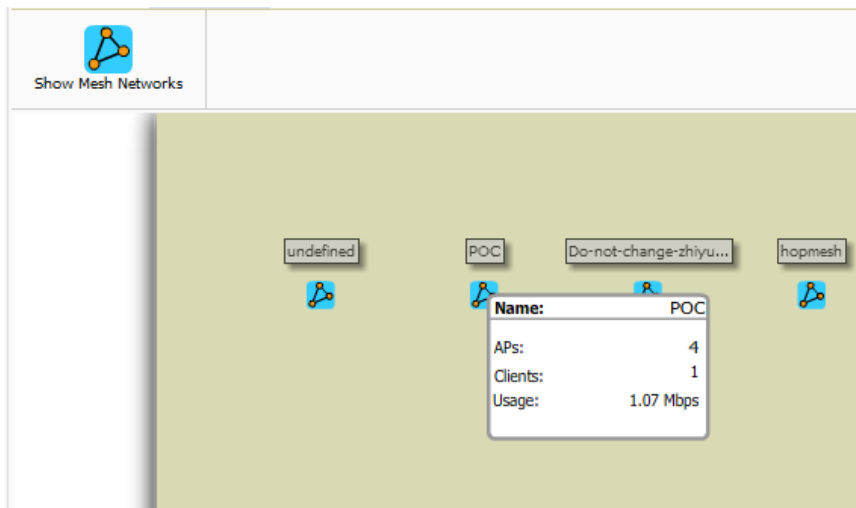 Show Mesh Networks
undefined
POC
Do-not-change-zhiyu...
hopmesh
Name: POC
APs: 4
Clients: 1
Usage: 1.07 Mbps